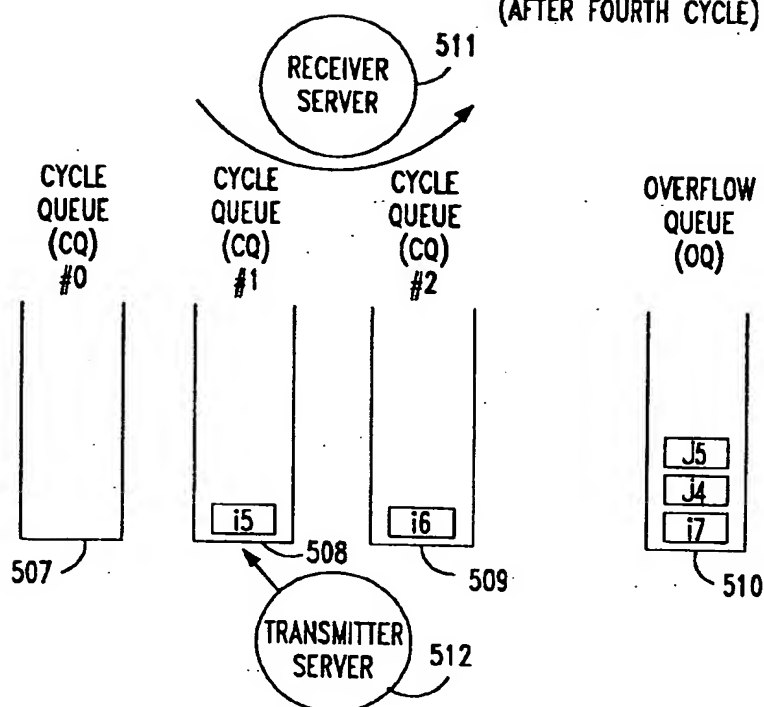 (AFTER FOURTH CYCLE)
511
RECEIVER
SERVER
CYCLE
QUEUE
(CQ)
#0
CYCLE
QUEUE
(CQ)
#1
CYCLE
QUEUE
(CQ)
#2
OVERFLOW
QUEUE
(OQ)
J5
J4
i7
i5
i6
507
508
509
510
TRANSMITTER
SERVER
512